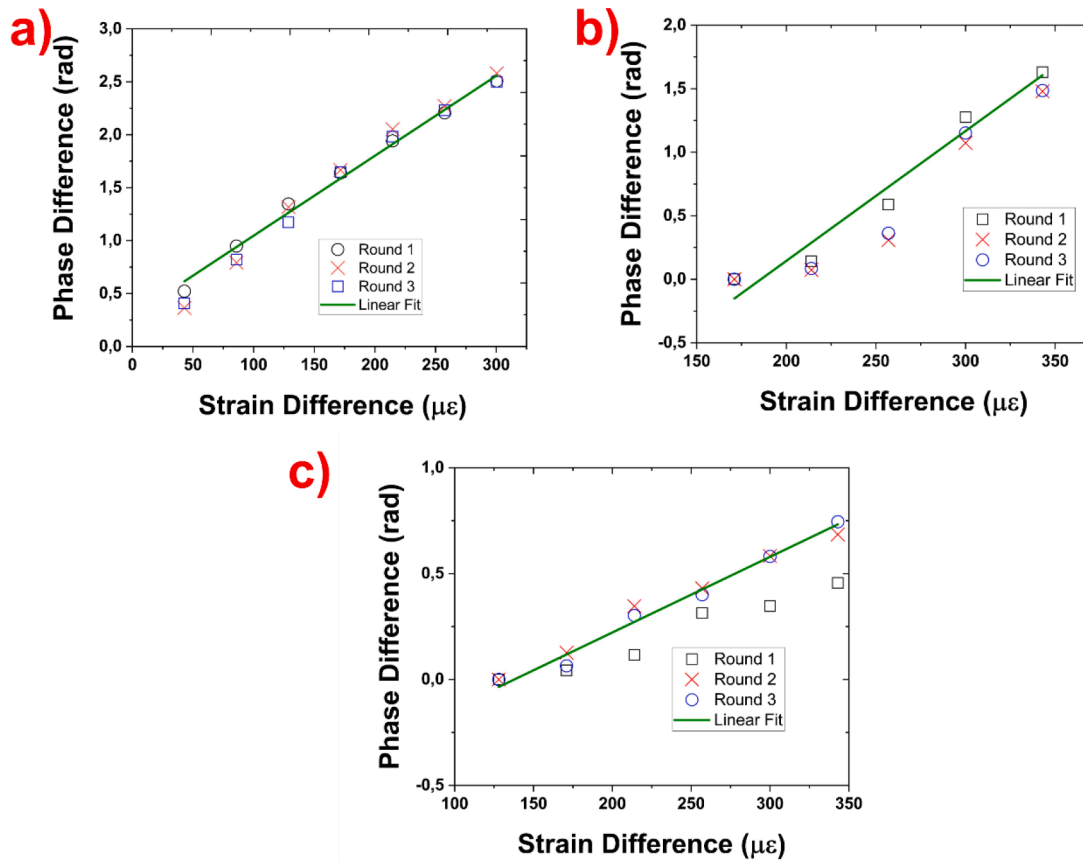 a)
Phase Difference (rad)
3,0
2,5
2,0
1,5
1,0
0,5
0,0
Round 1
Round 2
Round 3
Linear Fit
0 50 100 150 200 250 300
Strain Difference (με)
b)
Phase Difference (rad)
2,0
1,5
1,0
0,5
0,0
-0,5
Round 1
Round 2
Round 3
Linear Fit
150 200 250 300 350
Strain Difference (με)
c)
Phase Difference (rad)
1,0
0,5
0,0
-0,5
Round 1
Round 2
Round 3
Linear Fit
100 150 200 250 300 350
Strain Difference (με)